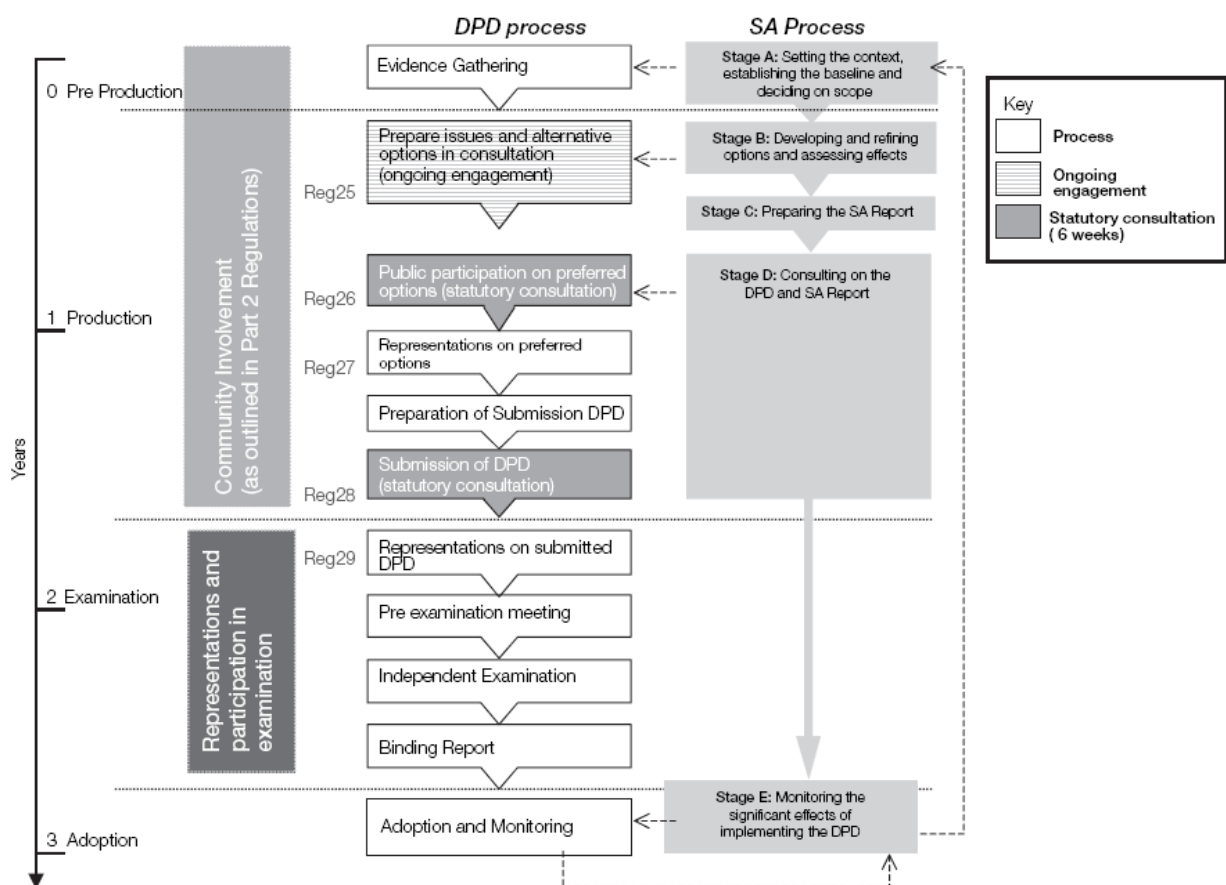 DPD process
SA Process
Years
0 Pre Production
1 Production
2 Examination
3 Adoption
Community Involvement
(as outlined in Part 2 Regulations)
Representations and
participation in
examination
Reg25
Reg26
Reg27
Reg28
Reg29
Evidence Gathering
Prepare issues and alternative
options in consultation
(ongoing engagement)
Public participation on preferred
options (statutory consultation)
Representations on preferred
options
Preparation of Submission DPD
Submission of DPD
(statutory consultation)
Representations on submitted
DPD
Pre examination meeting
Independent Examination
Binding Report
Adoption and Monitoring
Stage A: Setting the context,
establishing the baseline and
deciding on scope
Stage B: Developing and refining
options and assessing effects
Stage C: Preparing the SA Report
Stage D: Consulting on the
DPD and SA Report
Stage E: Monitoring the
significant effects of
implementing the DPD
Key
Process
Ongoing
engagement
Statutory consultation
( 6 weeks)